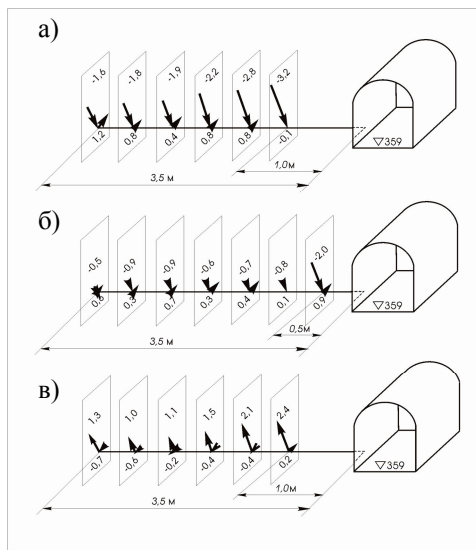 а)
-1,6 -1,8 -1,9 -2,2 -2,8 -3,2
1,2 0,8 0,4 0,8 0,8 -0,1
▽359
1,0м
3,5 м
б)
-0,5 -0,9 -0,9 -0,6 -0,7 -0,8 -2,0
0,3 0,7 0,3 0,4 0,1 0,9
▽359
0,5м
3,5 м
в)
1,3 1,0 1,1 1,5 2,1 2,4
-0,7 -0,6 -0,2 -0,4 -0,4 0,2
▽359
1,0м
3,5 м